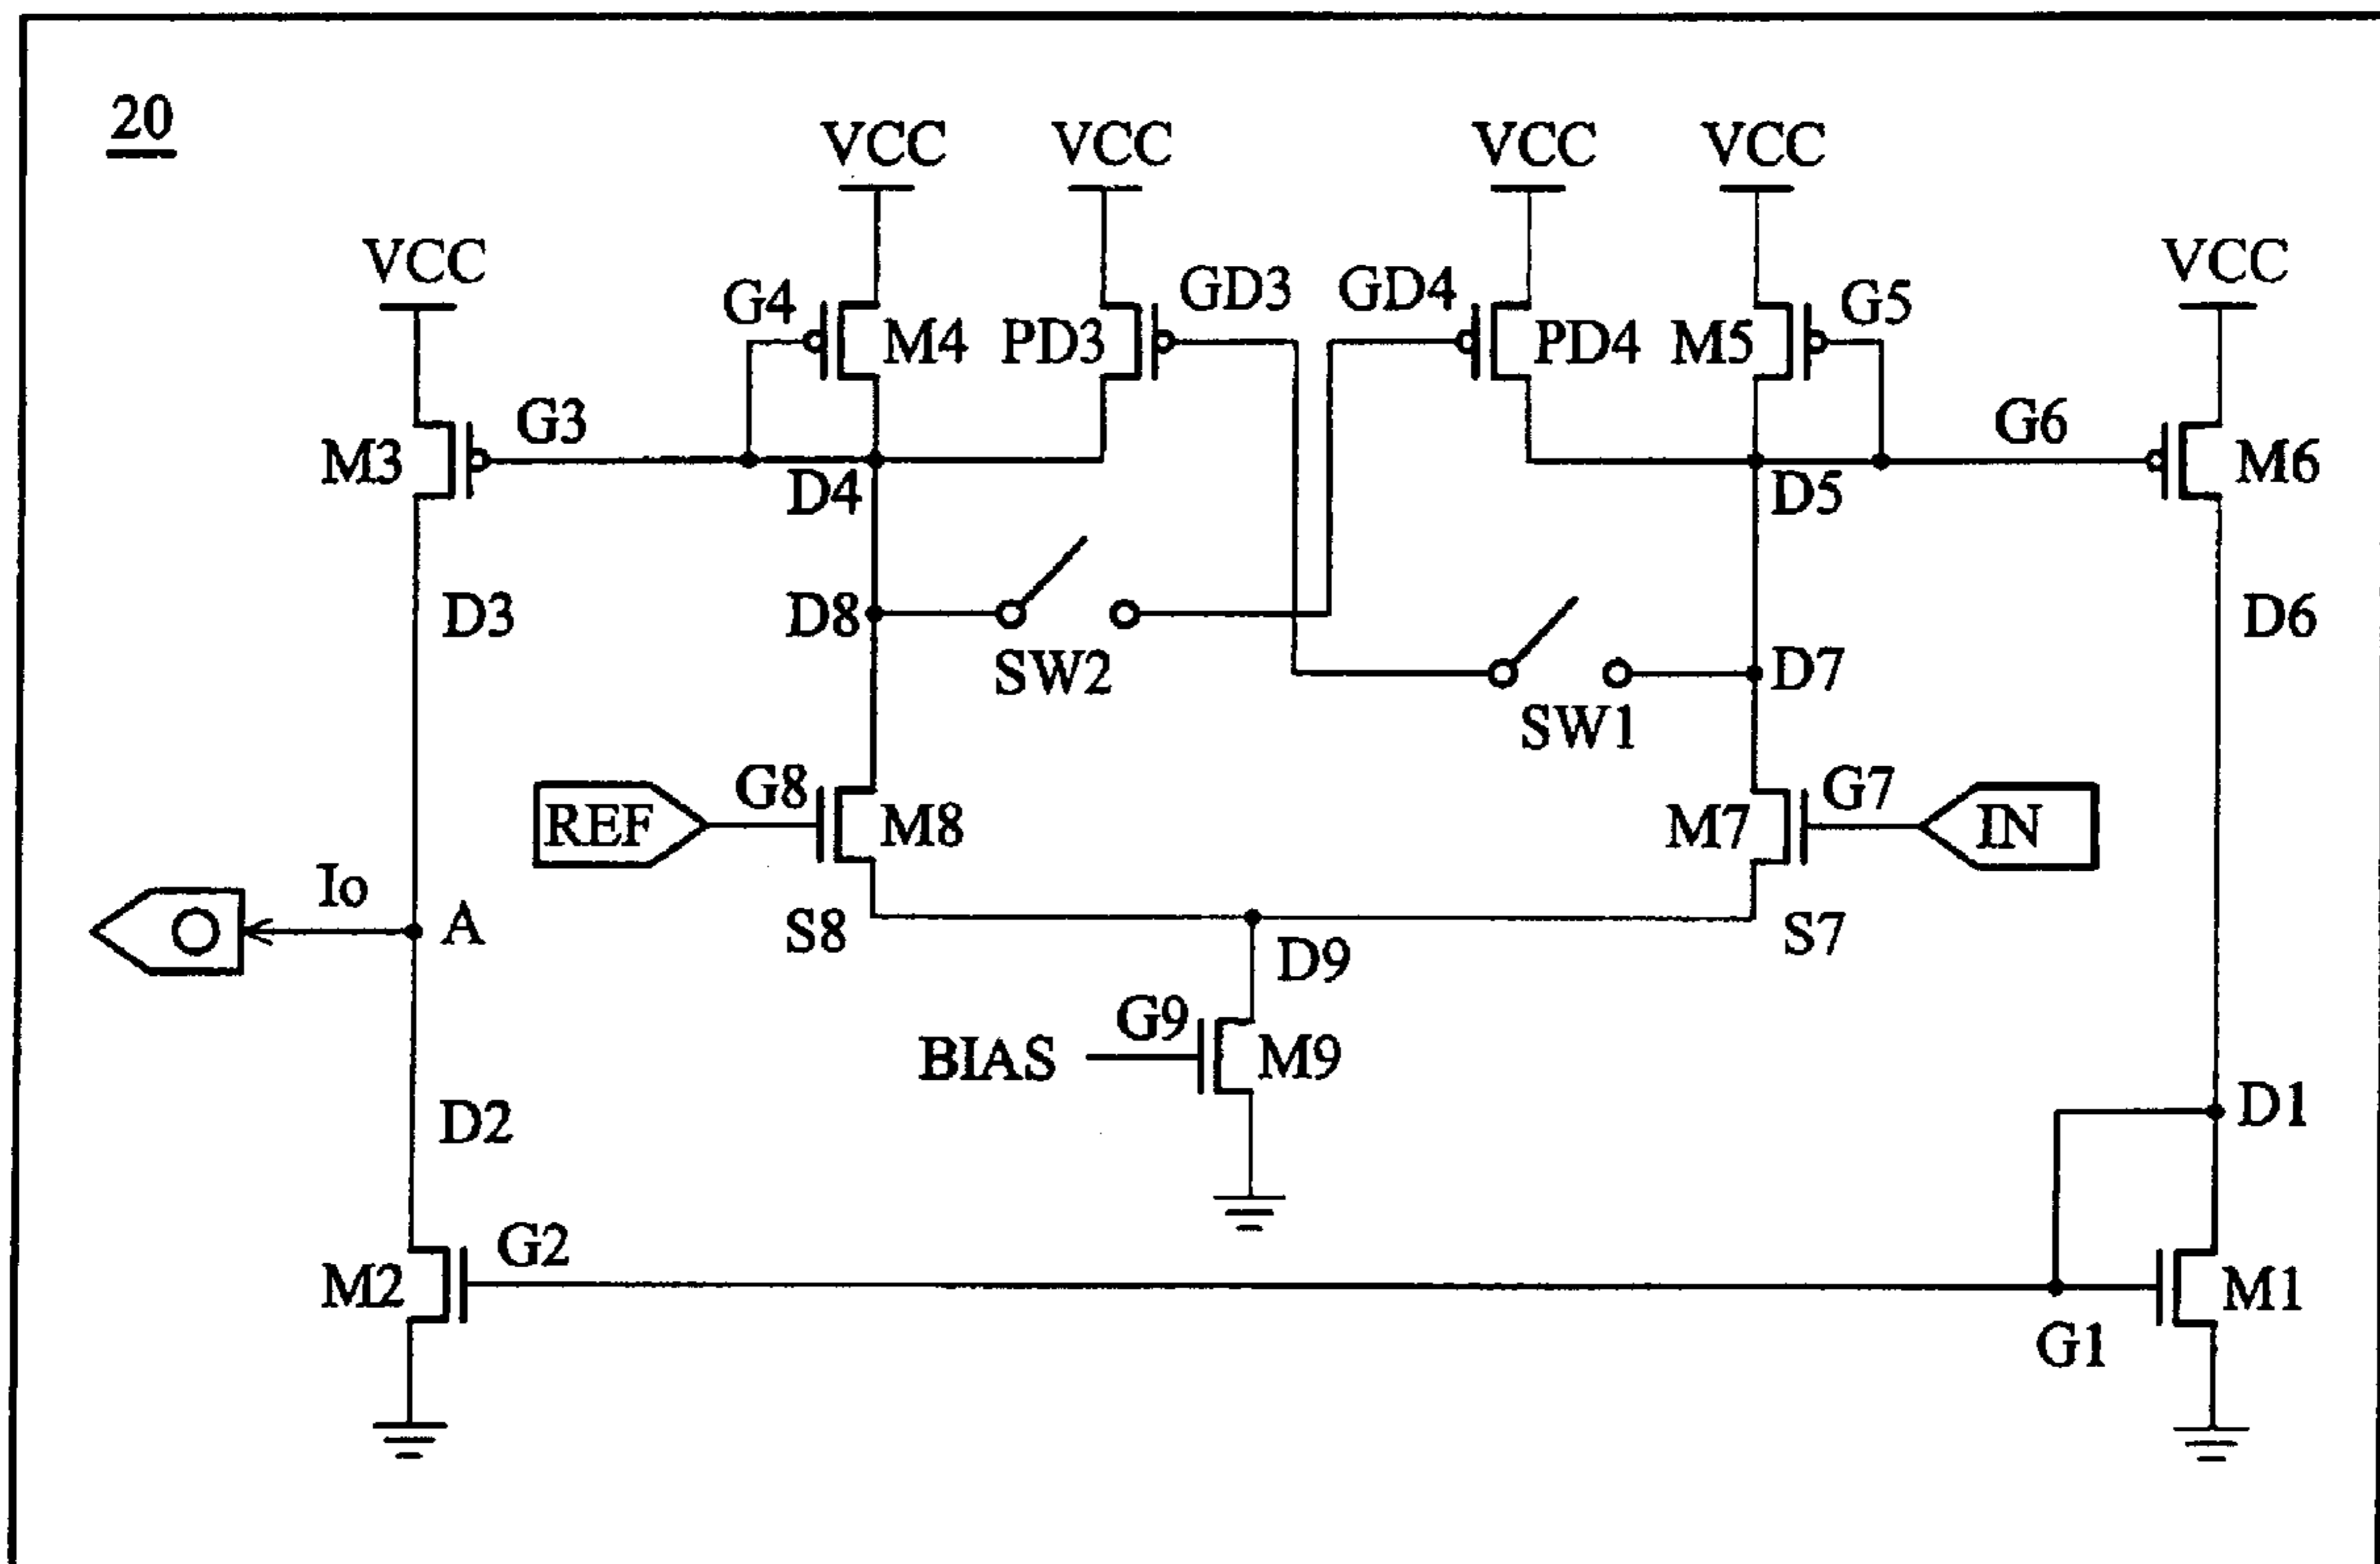 20
VCC VCC VCC VCC
VCC VCC
G4 M4 PD3 GD3 GD4 PD4 M5 G5
M3 G3 G6 M6
D4 D5
D3 D8 D6
SW2 D7
SW1
REF G8 M8 M7 G7 IN
Io
O A S8 S7
D9
BIAS G9 M9
D2 D1
M2 G2 M1
G1